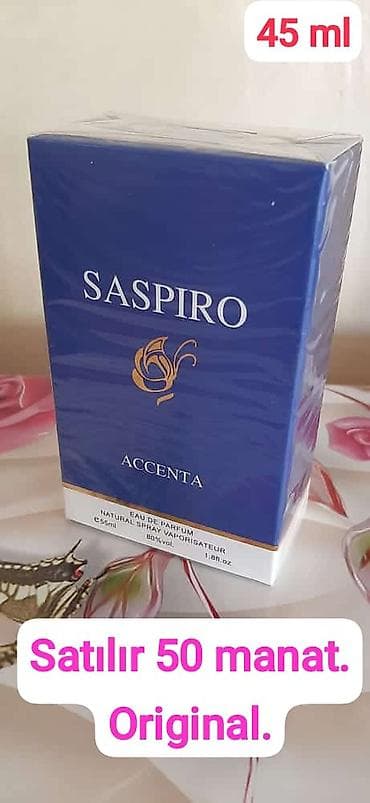 45 ml
SASPIRO
ACCENTA
EAU DE PARFUM
NATURAL SPRAY VAPORISATEUR
℮55ml 80%vol. 1.8fl.oz
Satılır 50 manat.
Original.